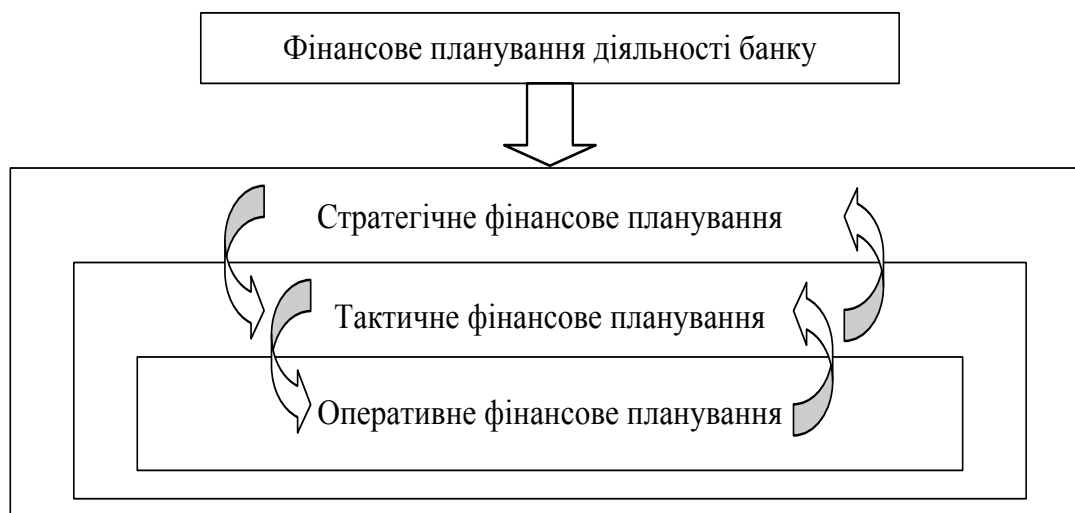 Фінансове планування діяльності банку
Стратегічне фінансове планування
Тактичне фінансове планування
Оперативне фінансове планування